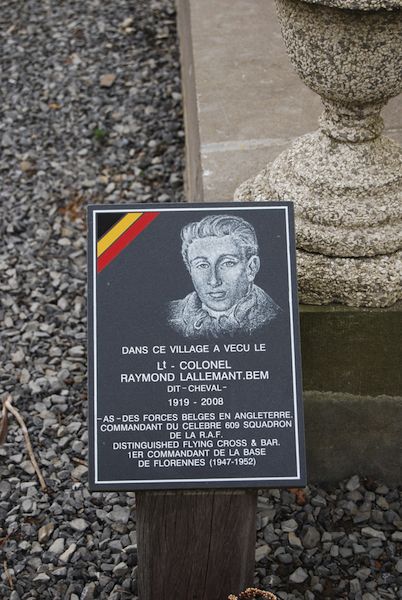 DANS CE VILLAGE A VECU LE
Lt - COLONEL
RAYMOND LALLEMANT.BEM
DIT-CHEVAL-
1919 - 2008
-AS-DES FORCES BELGES EN ANGLETERRE.
COMMANDANT DU CELEBRE 609 SQUADRON
DE LA R.A.F.
DISTINGUISHED FLYING CROSS & BAR.
1ER COMMANDANT DE LA BASE
DE FLORENNES (1947-1952)